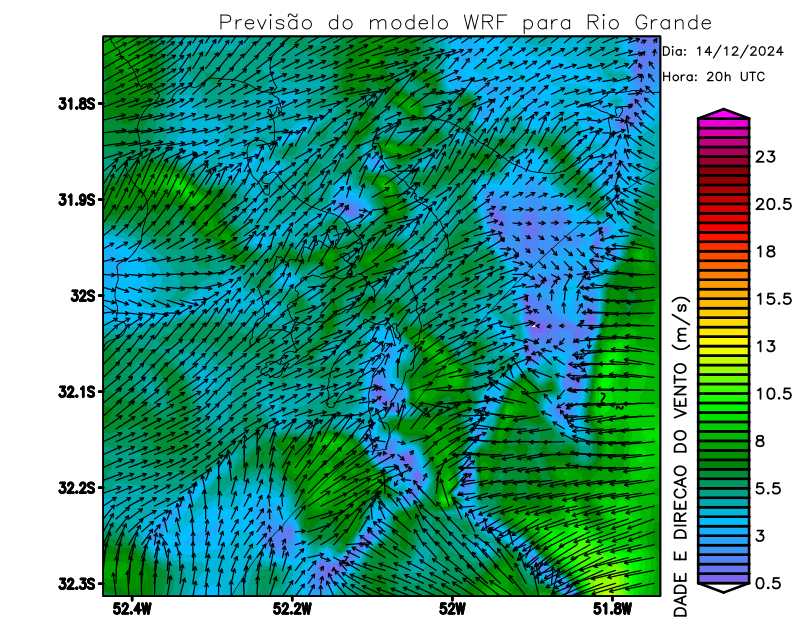 Previsão do modelo WRF para Rio Grande
Dia: 14/12/2024
Hora: 20h UTC
31.8S
31.9S
32S
32.1S
32.2S
32.3S
52.4W
52.2W
52W
51.8W
23
20.5
18
15.5
13
10.5
8
5.5
3
0.5
DADE E DIRECAO DO VENTO (m/s)